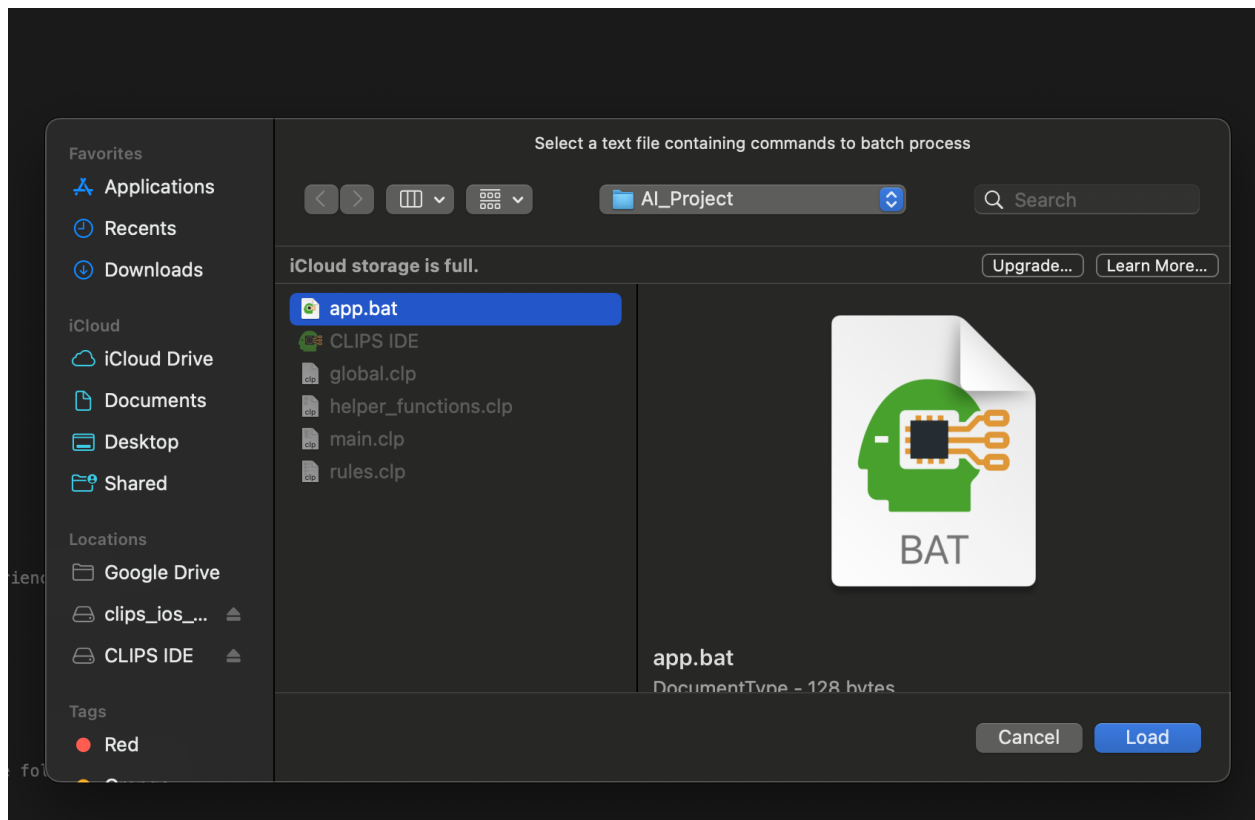 Select a text file containing commands to batch process
Favorites
Applications
Recents
Downloads
iCloud
iCloud Drive
Documents
Desktop
Shared
Locations
Google Drive
clips_ios_...
CLIPS IDE
Tags
Red
AI_Project
Search
iCloud storage is full.
Upgrade...
Learn More...
app.bat
CLIPS IDE
global.clp
helper_functions.clp
main.clp
rules.clp
BAT
app.bat
DocumentType - 128 bytes
Cancel
Load